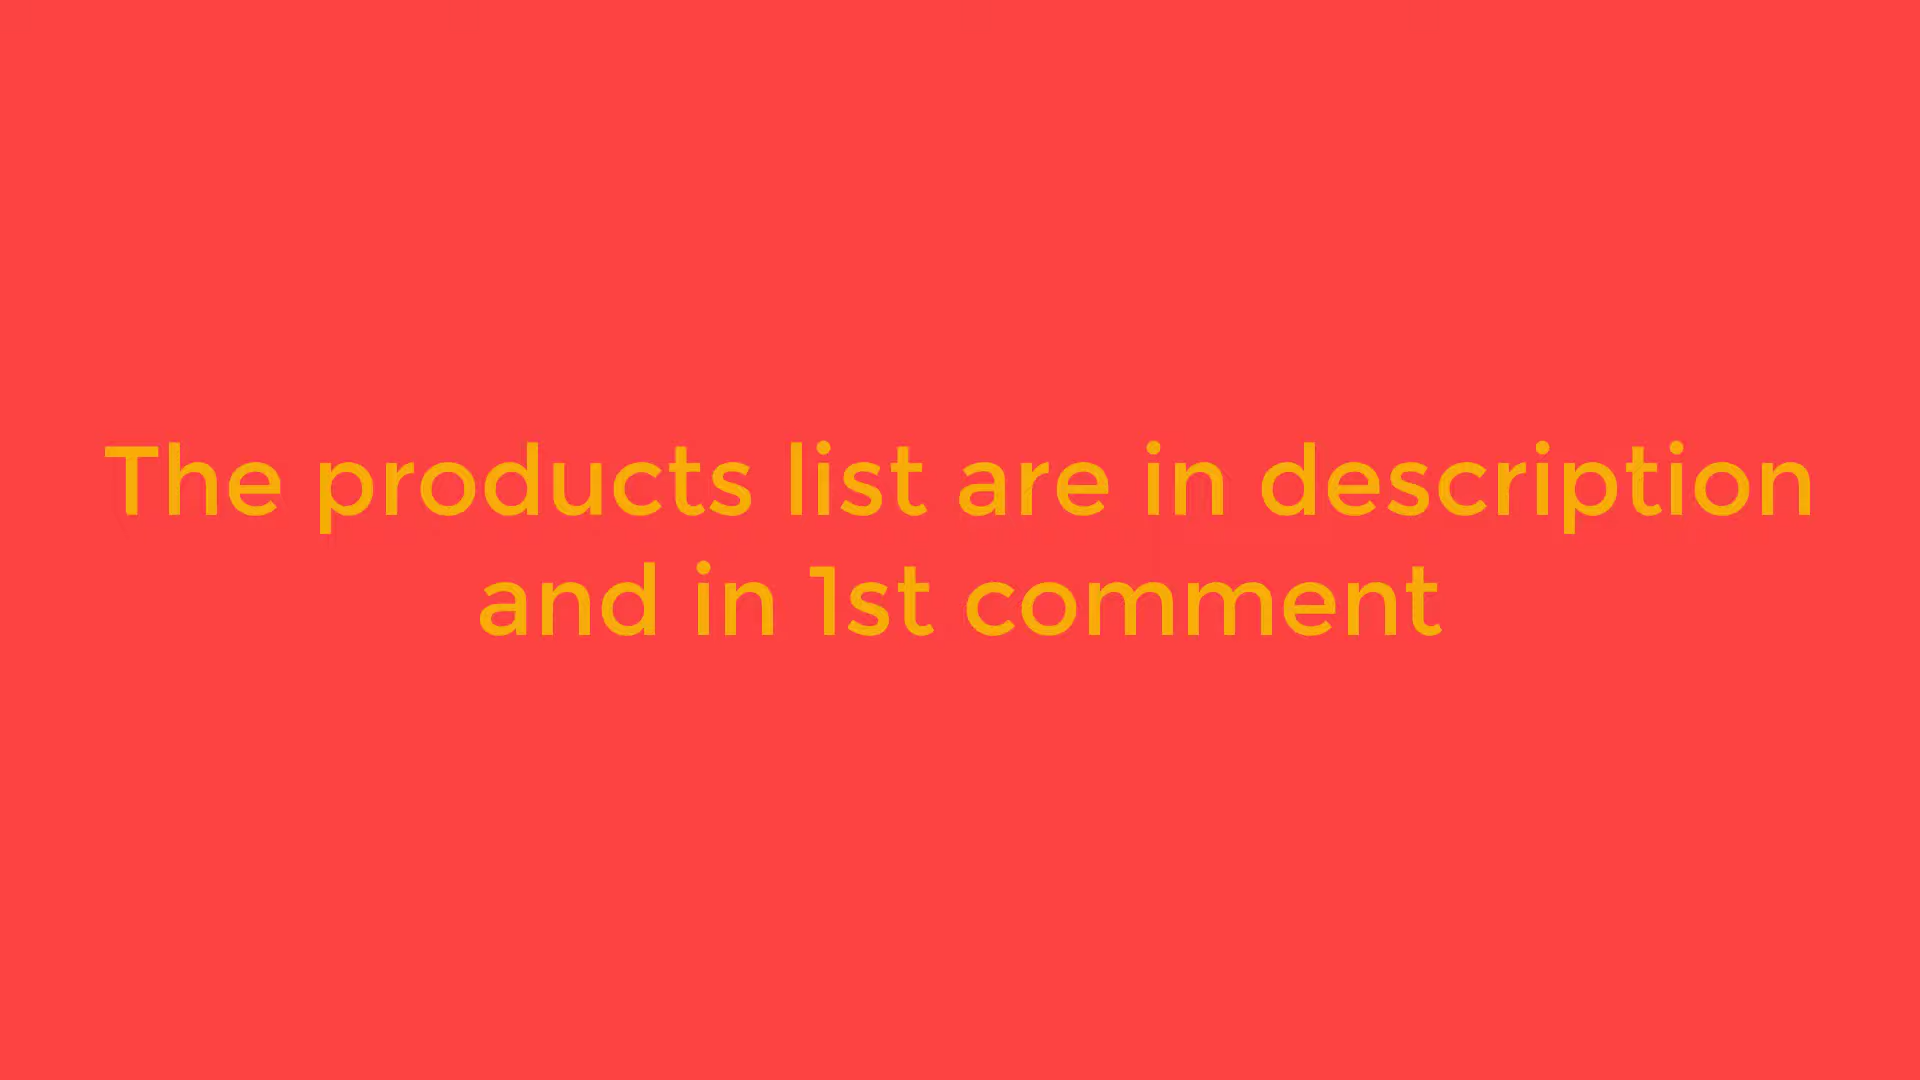 The products list are in description
and in 1st comment